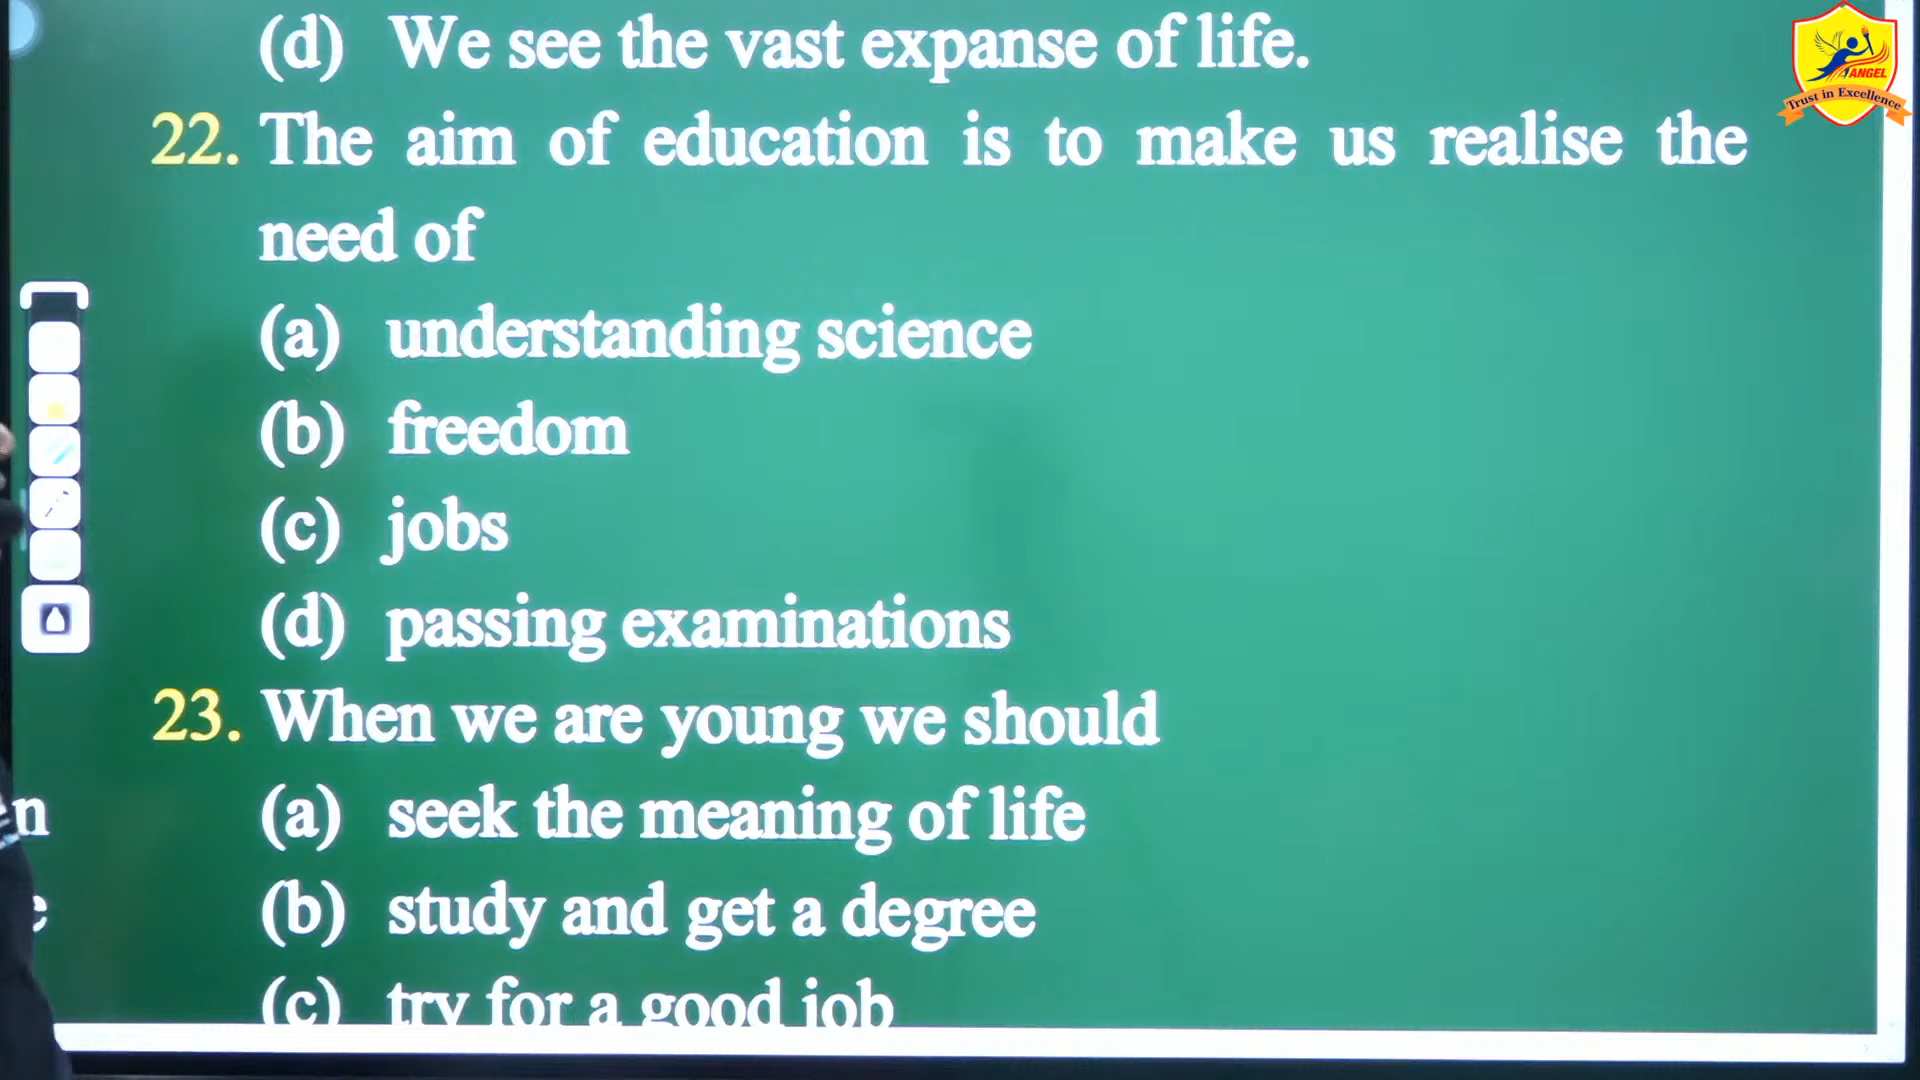 (d) We see the vast expanse of life.
ANGEL
Trust in Excellence
22. The aim of education is to make us realise the
need of
(a) understanding science
(b) freedom
(c) jobs
(d) passing examinations
23. When we are young we should
n
(a) seek the meaning of life
(b) study and get a degree
(c) try for a good job